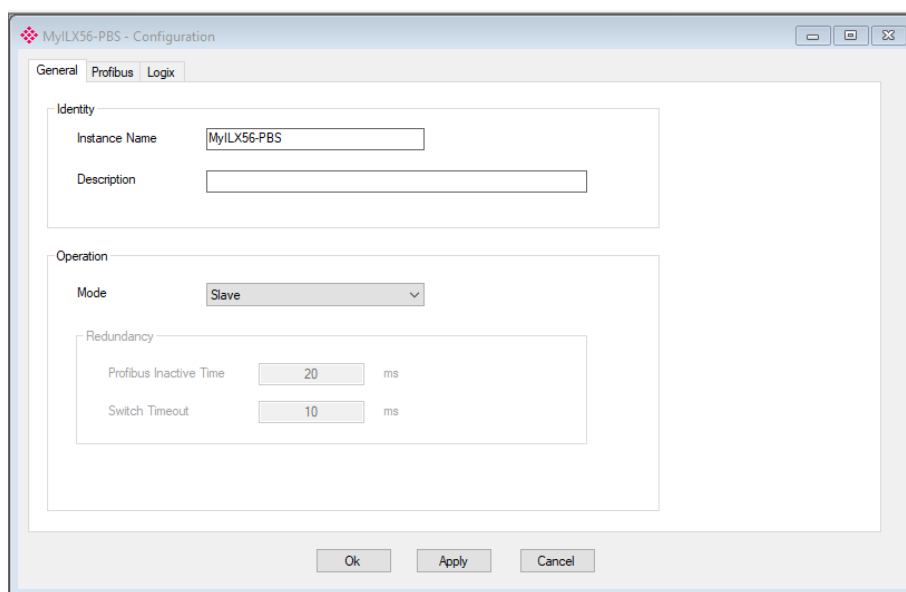 MyILX56-PBS - Configuration
General Profibus Logix
Identity
Instance Name MyILX56-PBS
Description
Operation
Mode Slave
Redundancy
Profibus Inactive Time 20 ms
Switch Timeout 10 ms
Ok Apply Cancel